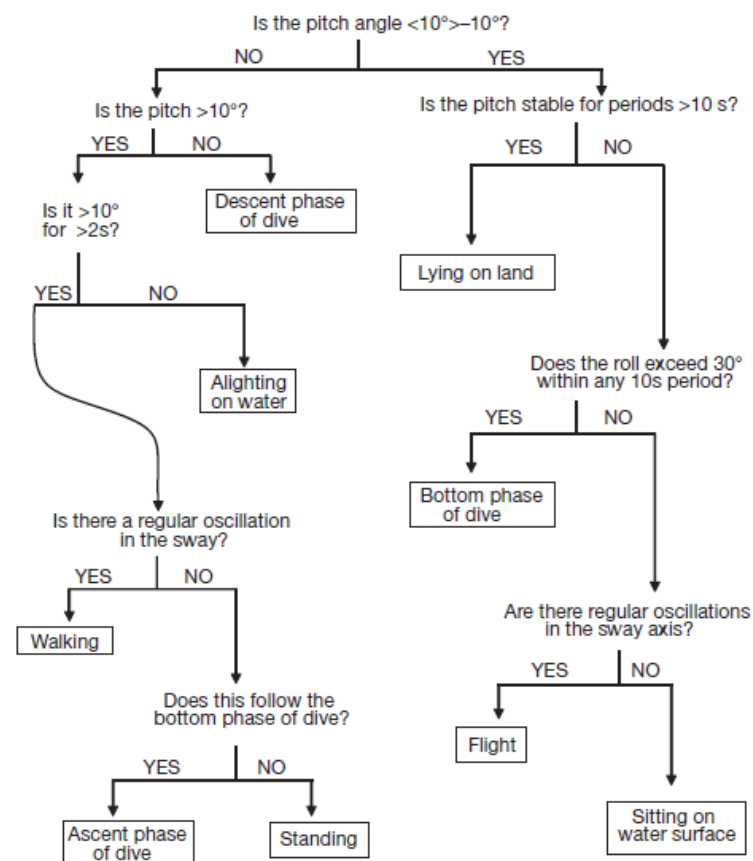 Is the pitch angle <10°>–10°?
NO
YES
Is the pitch >10°?
Is the pitch stable for periods >10 s?
YES
NO
YES
NO
Is it >10°
for >2s?
Descent phase
of dive
Lying on land
YES
NO
Alighting
on water
Does the roll exceed 30°
within any 10s period?
YES
NO
Bottom phase
of dive
Is there a regular oscillation
in the sway?
YES
NO
Walking
Are there regular oscillations
in the sway axis?
YES
NO
Does this follow the
bottom phase of dive?
Flight
YES
NO
Ascent phase
of dive
Standing
Sitting on
water surface